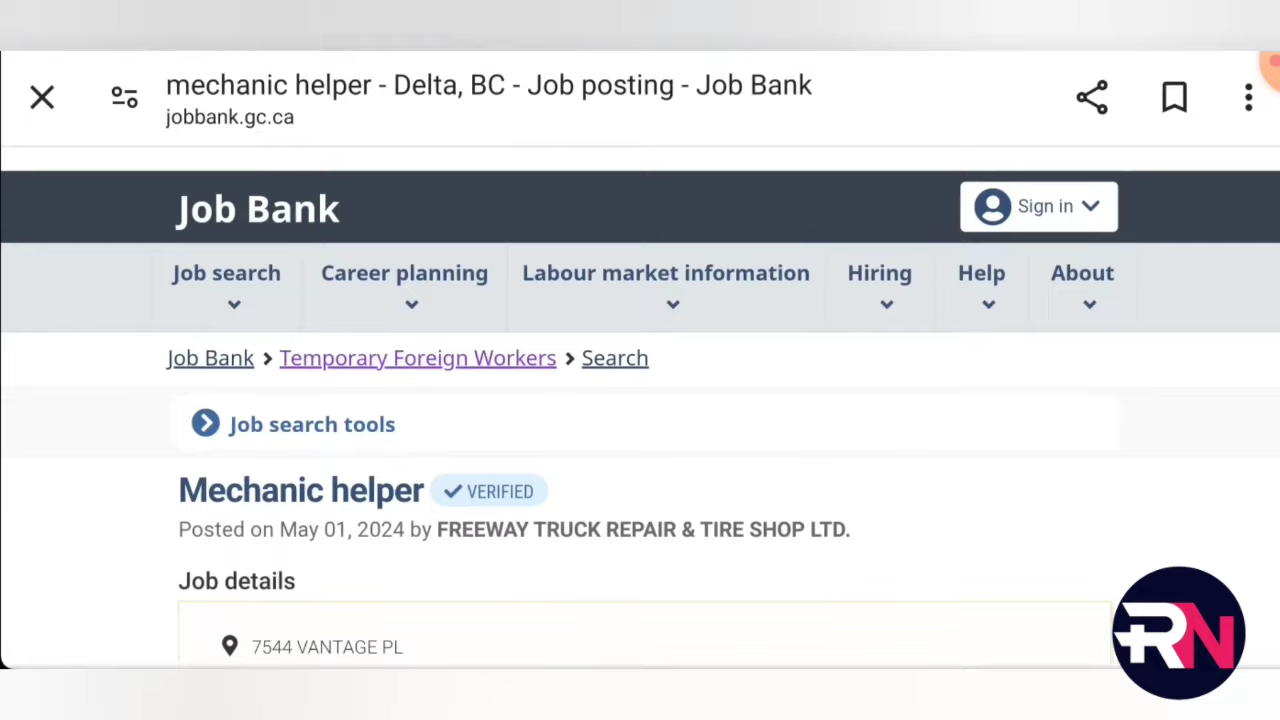 mechanic helper - Delta, BC - Job posting - Job Bank
jobbank.gc.ca
Job Bank
Sign in
Job search
Career planning
Labour market information
Hiring
Help
About
Job Bank > Temporary Foreign Workers > Search
Job search tools
Mechanic helper VERIFIED
Posted on May 01, 2024 by FREEWAY TRUCK REPAIR & TIRE SHOP LTD.
Job details
7544 VANTAGE PL
RN